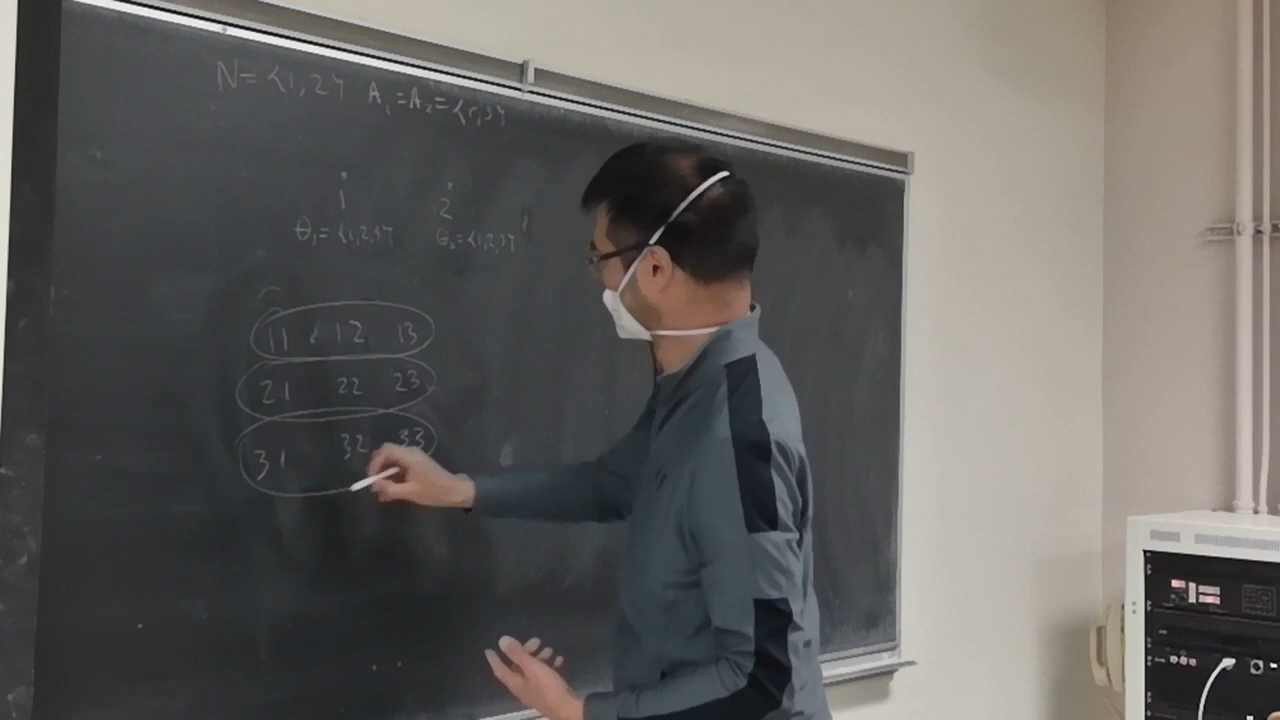 N={1,2} A₁=A₂={r,s}
1 2
θ₁={1,2,3} θ₂={1,2,3}
11 12 13
21 22 23
31 32 33